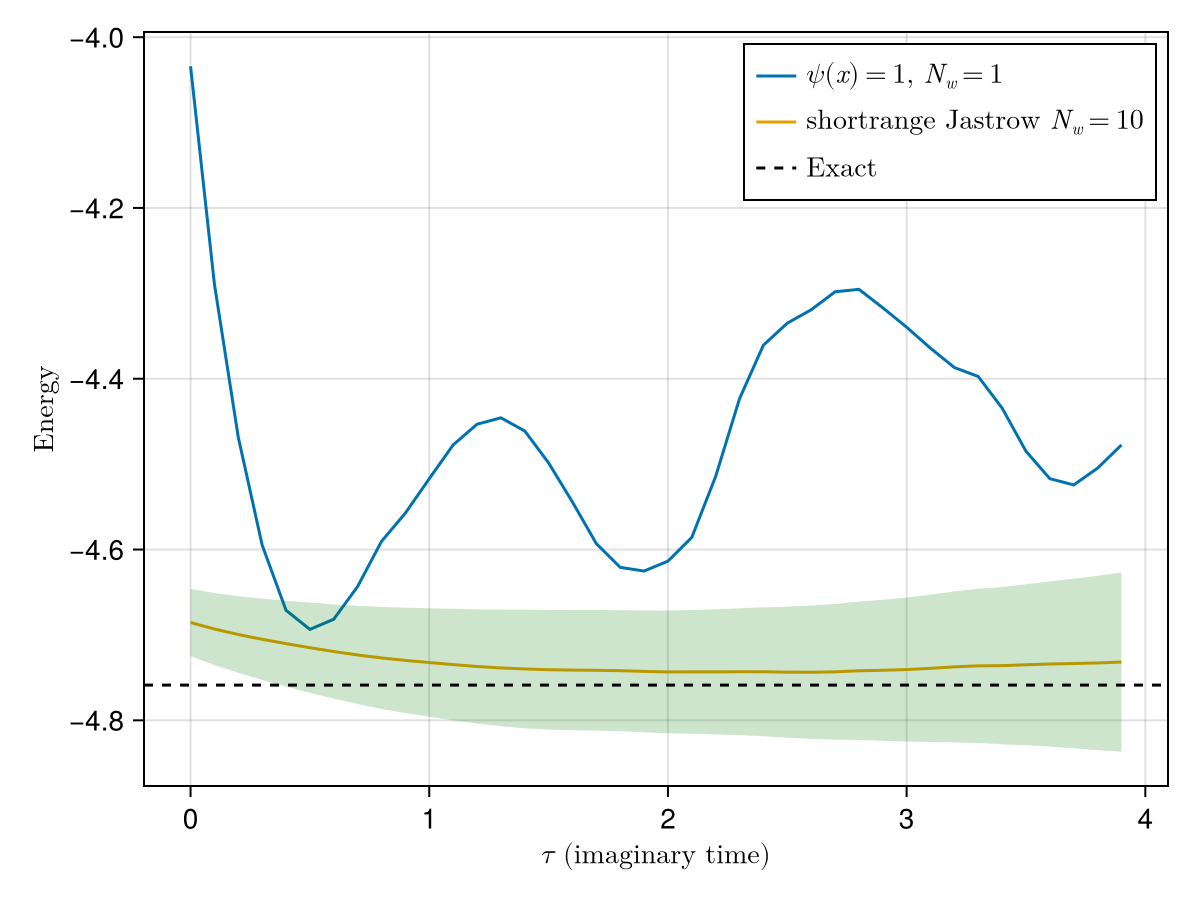 −4.0
−4.2
−4.4
−4.6
−4.8
Energy
ψ(x) = 1, N_w = 1
shortrange Jastrow N_w = 10
Exact
0 1 2 3 4
τ (imaginary time)